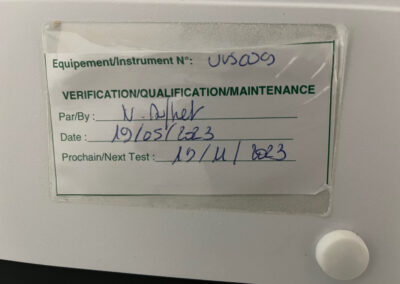 Equipement/Instrument N°:
VERIFICATION/QUALIFICATION/MAINTENANCE
Par/By : N.
Date : 19/05/2023
Prochain/Next Test : 19/11/2023